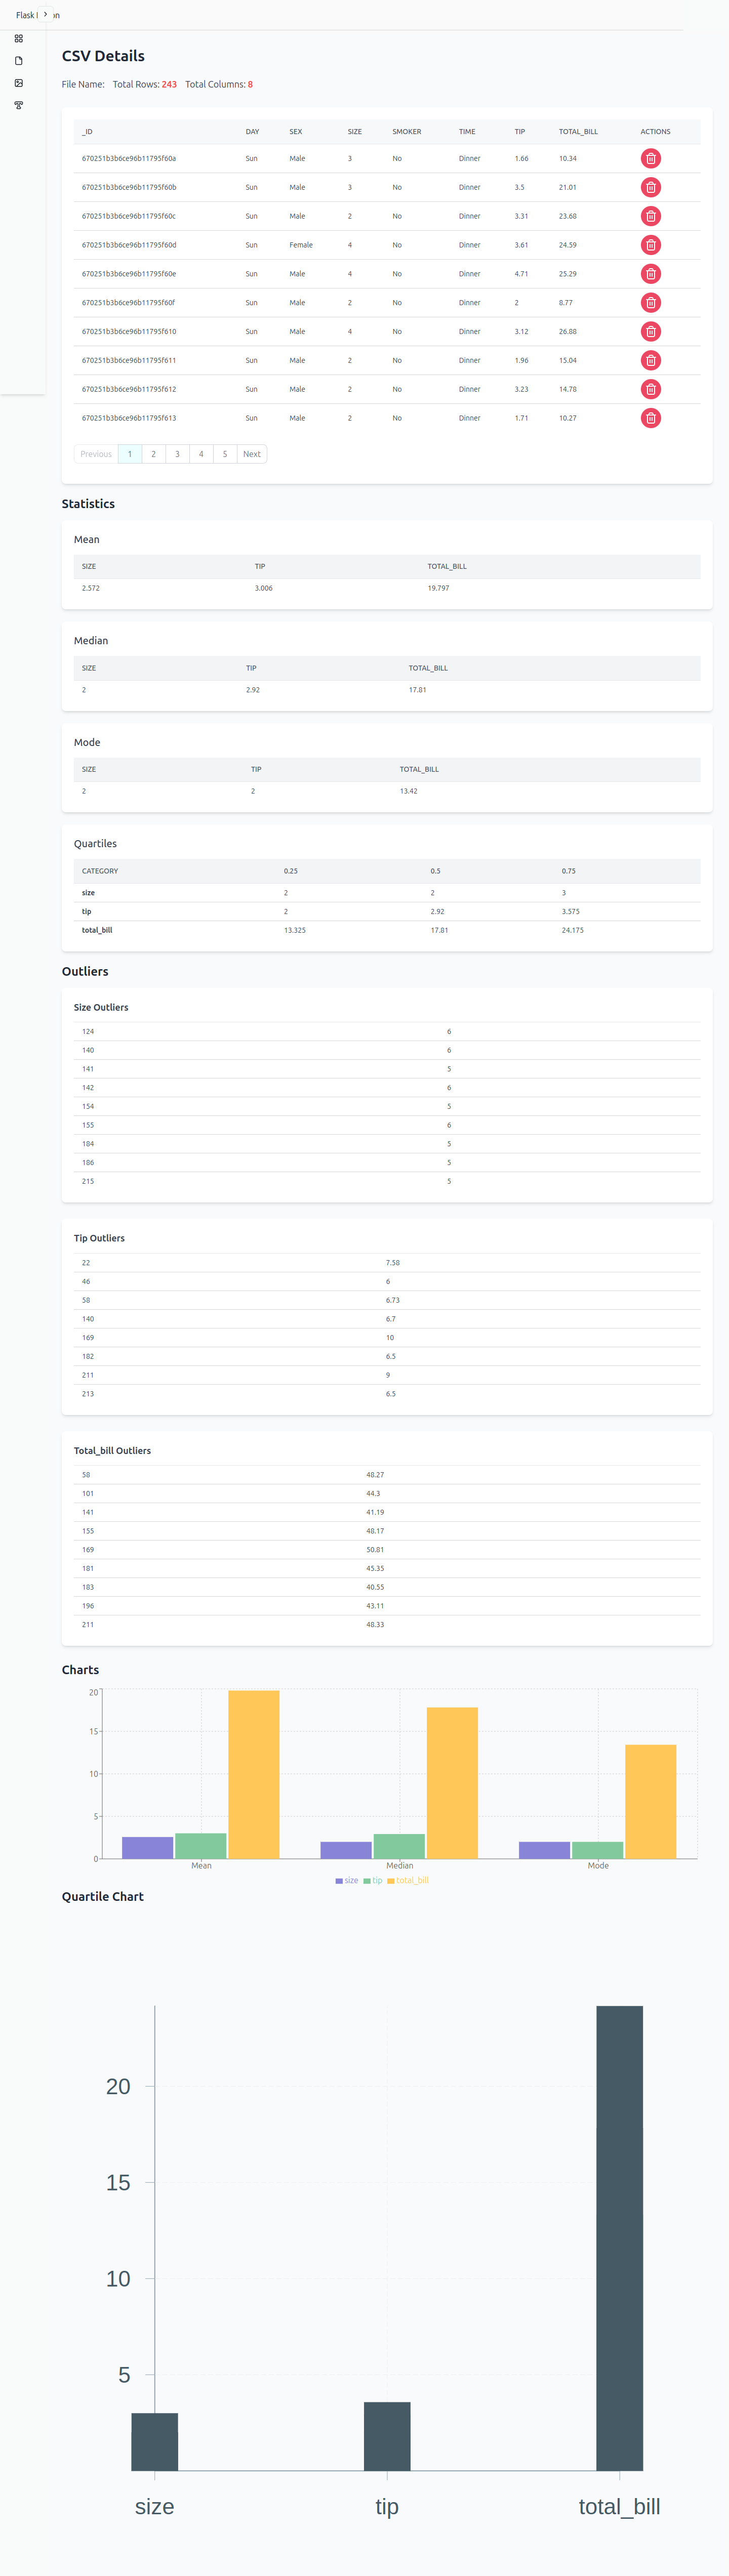 Flask
on
CSV Details
File Name: Total Rows: 243 Total Columns: 8
_ID DAY SEX SIZE SMOKER TIME TIP TOTAL_BILL ACTIONS
670251b3b6ce96b11795f60a Sun Male 3 No Dinner 1.66 10.34
670251b3b6ce96b11795f60b Sun Male 3 No Dinner 3.5 21.01
670251b3b6ce96b11795f60c Sun Male 2 No Dinner 3.31 23.68
670251b3b6ce96b11795f60d Sun Female 4 No Dinner 3.61 24.59
670251b3b6ce96b11795f60e Sun Male 4 No Dinner 4.71 25.29
670251b3b6ce96b11795f60f Sun Male 2 No Dinner 2 8.77
670251b3b6ce96b11795f610 Sun Male 4 No Dinner 3.12 26.88
670251b3b6ce96b11795f611 Sun Male 2 No Dinner 1.96 15.04
670251b3b6ce96b11795f612 Sun Male 2 No Dinner 3.23 14.78
670251b3b6ce96b11795f613 Sun Male 2 No Dinner 1.71 10.27
Previous 1 2 3 4 5 Next
Statistics
Mean
SIZE TIP TOTAL_BILL
2.572 3.006 19.797
Median
SIZE TIP TOTAL_BILL
2 2.92 17.81
Mode
SIZE TIP TOTAL_BILL
2 2 13.42
Quartiles
CATEGORY 0.25 0.5 0.75
size 2 2 3
tip 2 2.92 3.575
total_bill 13.325 17.81 24.175
Outliers
Size Outliers
124 6
140 6
141 5
142 6
154 5
155 6
184 5
186 5
215 5
Tip Outliers
22 7.58
46 6
58 6.73
140 6.7
169 10
182 6.5
211 9
213 6.5
Total_bill Outliers
58 48.27
101 44.3
141 41.19
155 48.17
169 50.81
181 45.35
183 40.55
196 43.11
211 48.33
Charts
20
15
10
5
0
Mean Median Mode
size tip total_bill
Quartile Chart
20
15
10
5
size tip total_bill